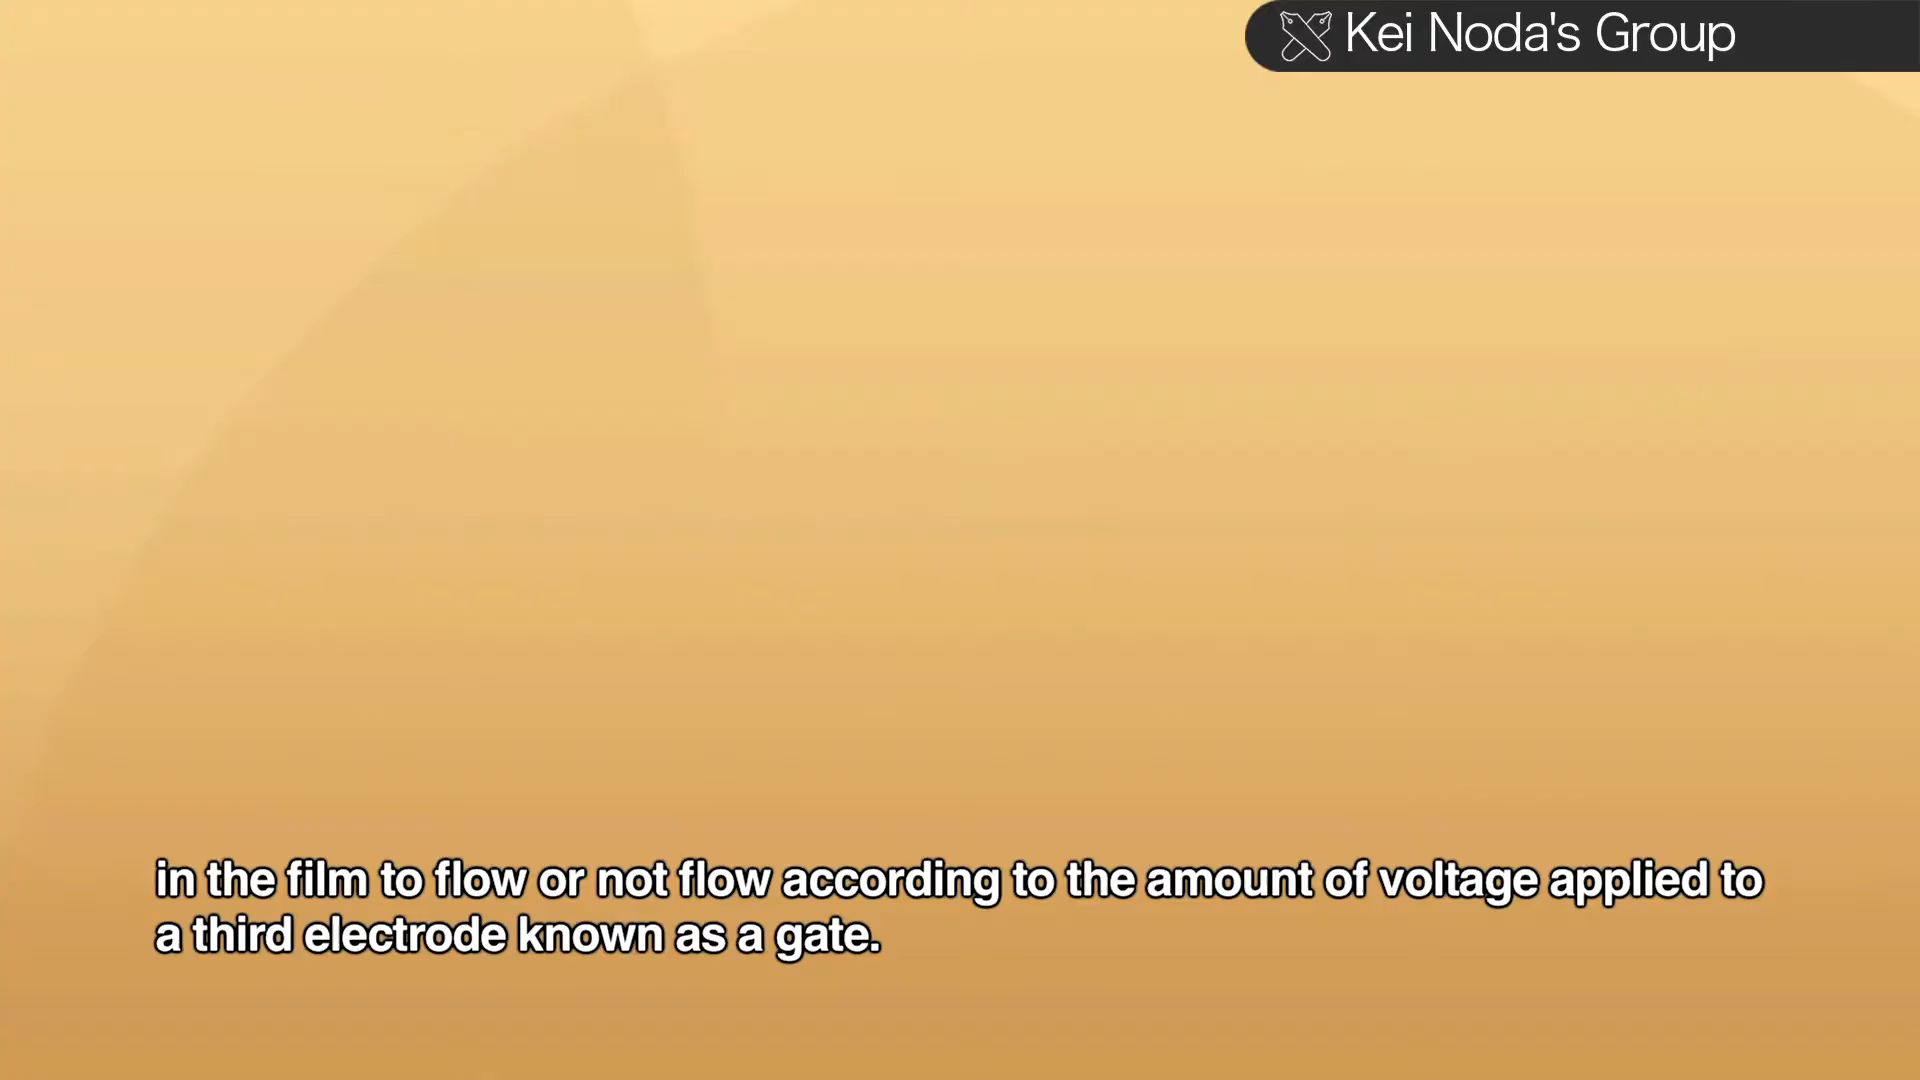 Kei Noda's Group
in the film to flow or not flow according to the amount of voltage applied to
a third electrode known as a gate.